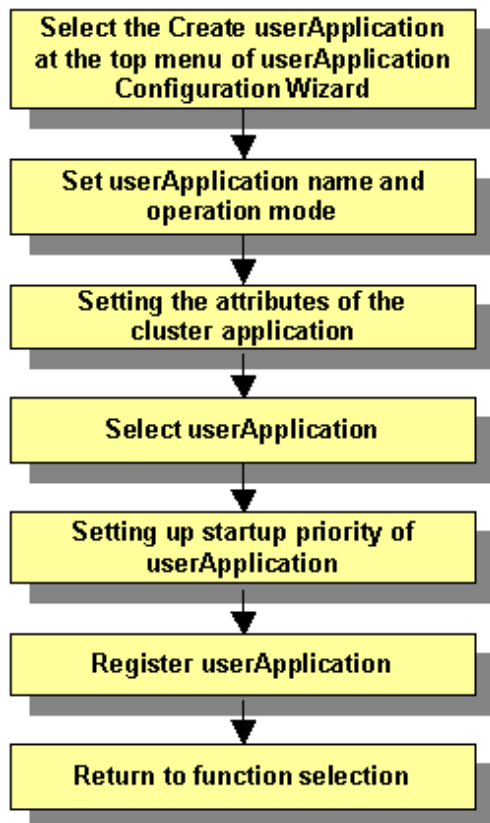 Select the Create userApplication
at the top menu of userApplication
Configuration Wizard
Set userApplication name and
operation mode
Setting the attributes of the
cluster application
Select userApplication
Setting up startup priority of
userApplication
Register userApplication
Return to function selection